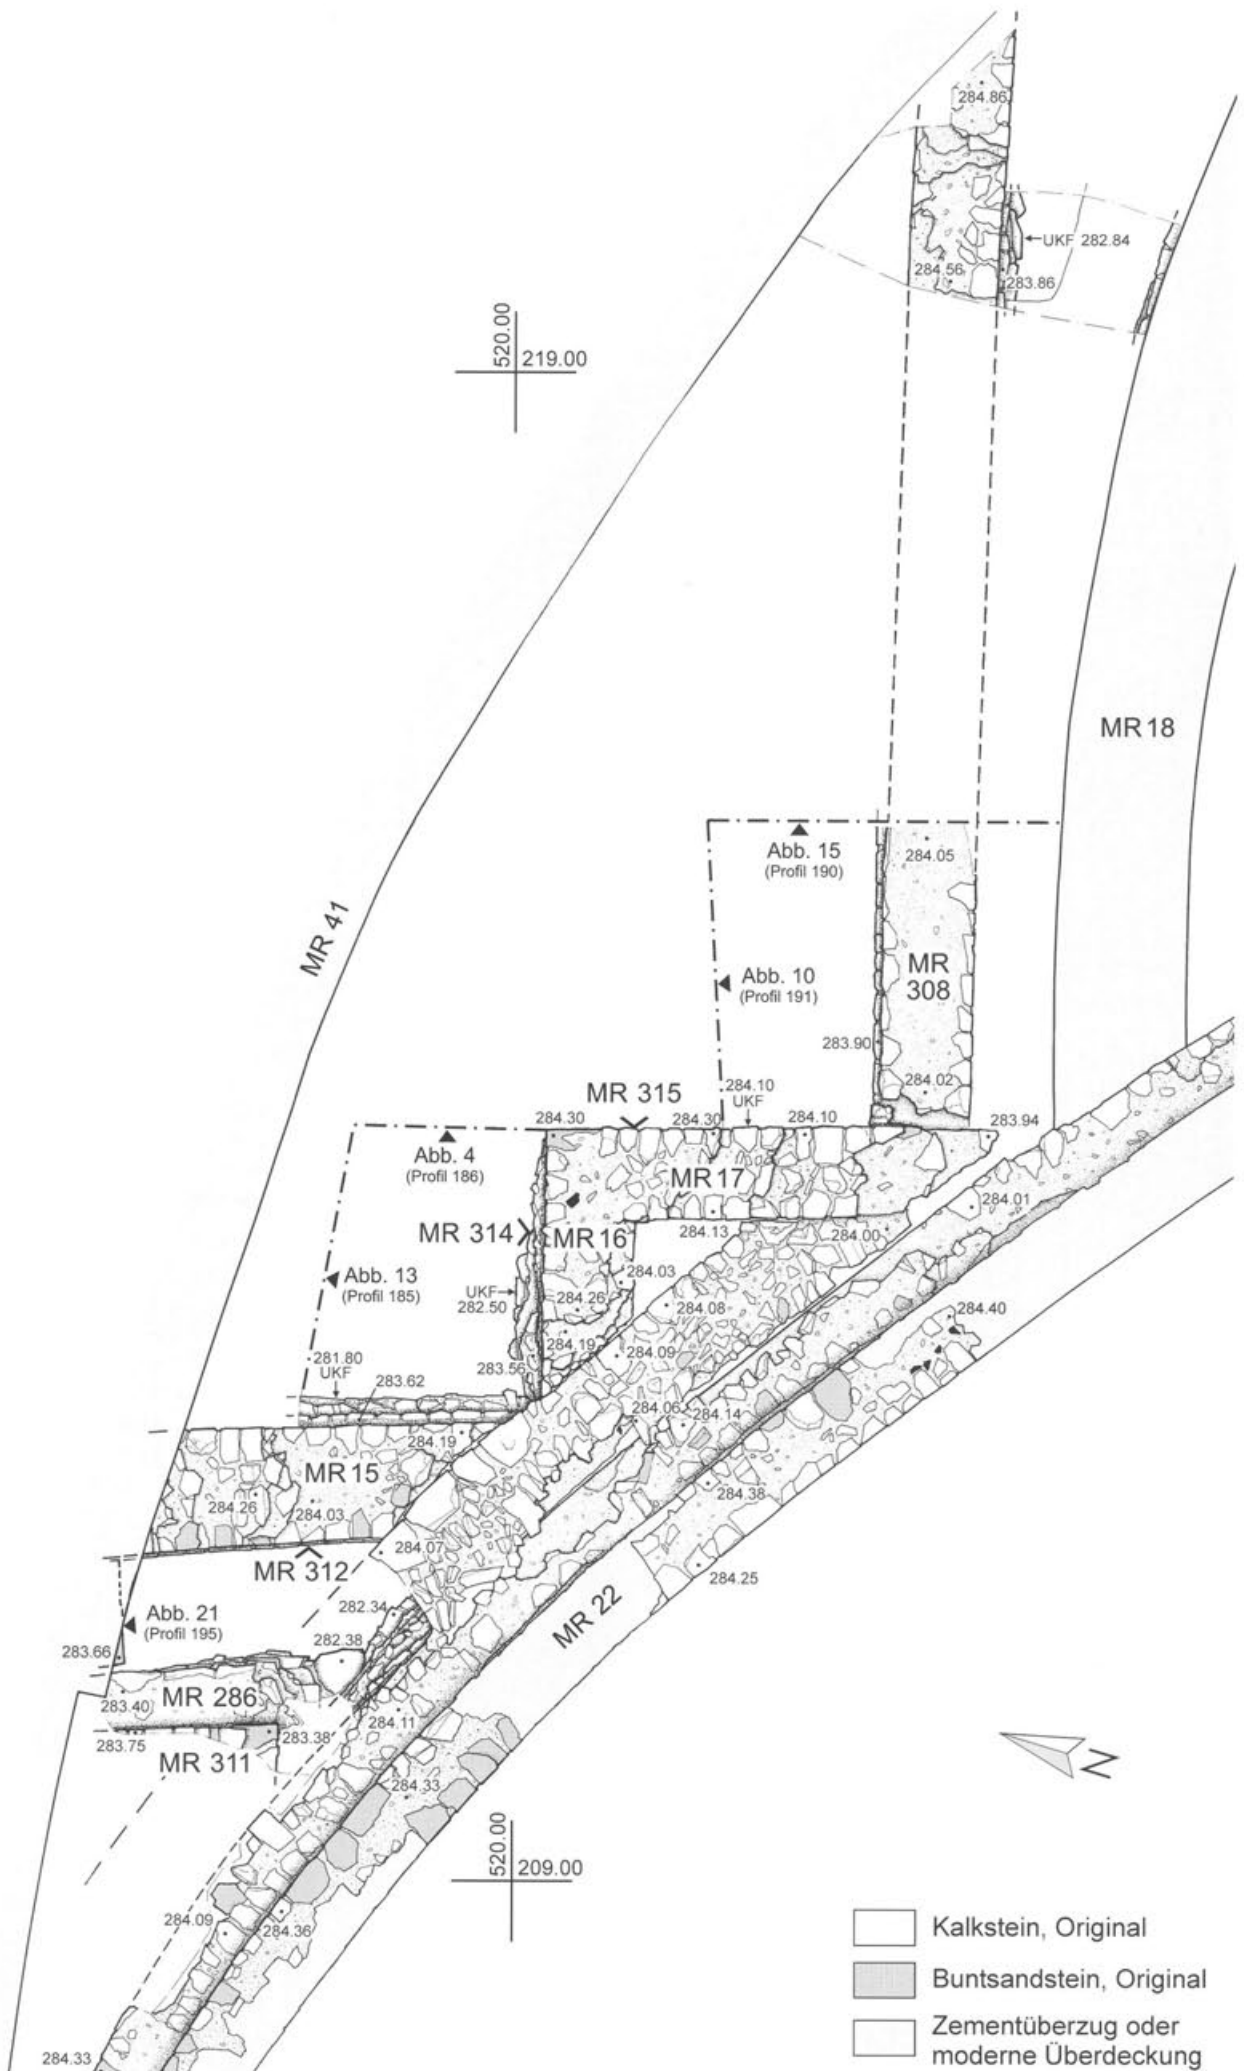 284.86
UKF 282.84
284.56
283.86
520.00
219.00
MR 18
Abb. 15
(Profil 190)
284.05
MR 41
MR
308
Abb. 10
(Profil 191)
283.90
284.02
MR 315
284.10
UKF
284.30
284.30
284.10
283.94
Abb. 4
(Profil 186)
MR 17
284.01
MR 314
MR 16
284.13
284.00
284.03
Abb. 13
(Profil 185)
UKF
282.50
284.26
284.08
284.40
284.19
284.09
281.80
UKF
283.56
283.62
284.06
284.14
284.19
MR 15
284.26
284.03
284.38
284.07
MR 312
284.25
282.34
Abb. 21
(Profil 195)
MR 22
283.66
282.38
MR 286
283.40
284.11
283.75
283.38
MR 311
N
284.33
520.00
209.00
284.09
284.36
Kalkstein, Original
Buntsandstein, Original
Zementüberzug oder
moderne Überdeckung
284.33